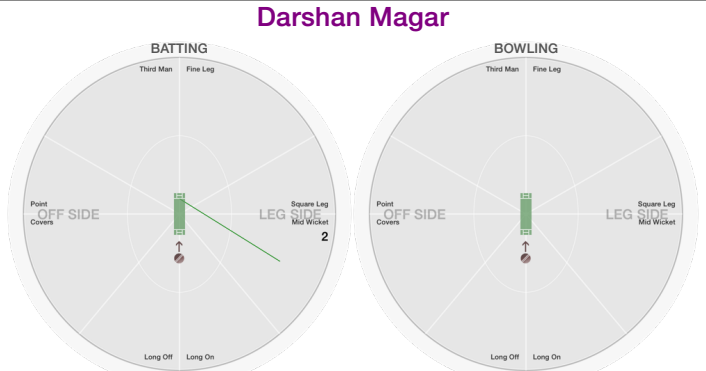 Darshan Magar
BATTING
Third Man Fine Leg
Point
OFF SIDE
Covers
Square Leg
LEG SIDE
Mid Wicket
2
Long Off Long On
BOWLING
Third Man Fine Leg
Point
OFF SIDE
Covers
Square Leg
LEG SIDE
Mid Wicket
Long Off Long On